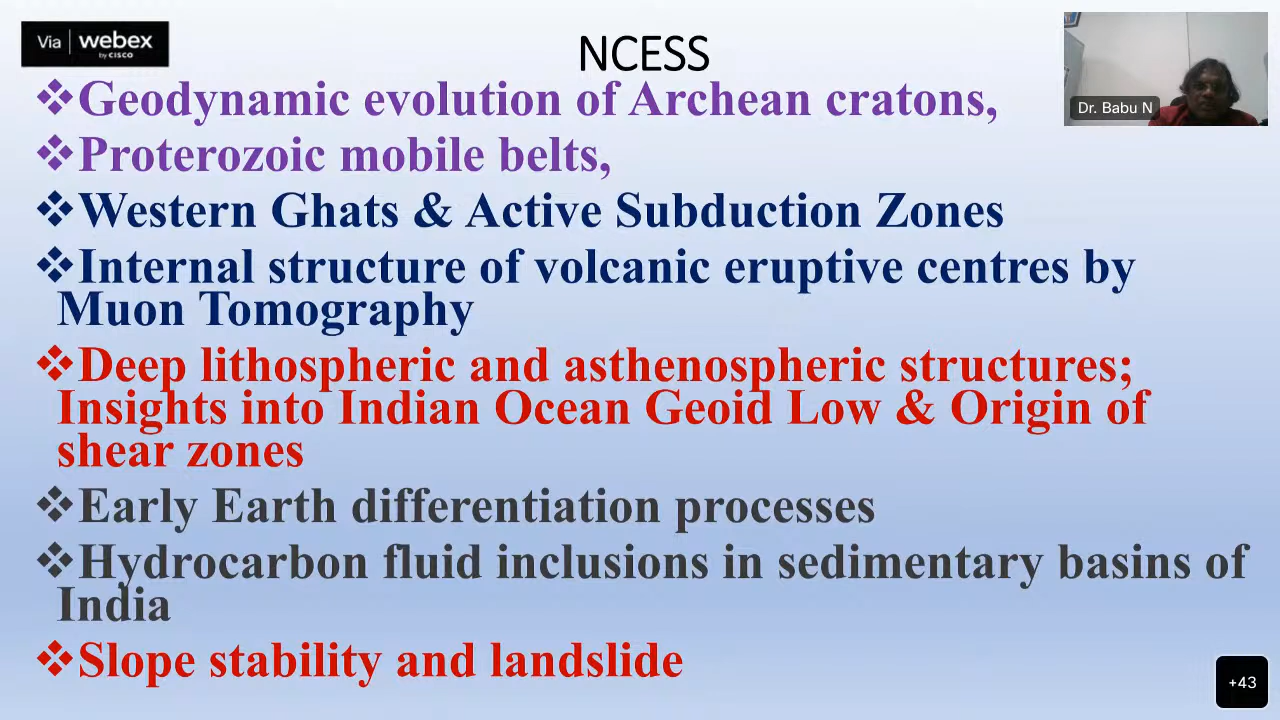 Via webex
by CISCO
NCESS
Dr. Babu N
❖Geodynamic evolution of Archean cratons,
❖Proterozoic mobile belts,
❖Western Ghats & Active Subduction Zones
❖Internal structure of volcanic eruptive centres by
Muon Tomography
❖Deep lithospheric and asthenospheric structures;
Insights into Indian Ocean Geoid Low & Origin of
shear zones
❖Early Earth differentiation processes
❖Hydrocarbon fluid inclusions in sedimentary basins of
India
❖Slope stability and landslide
+43